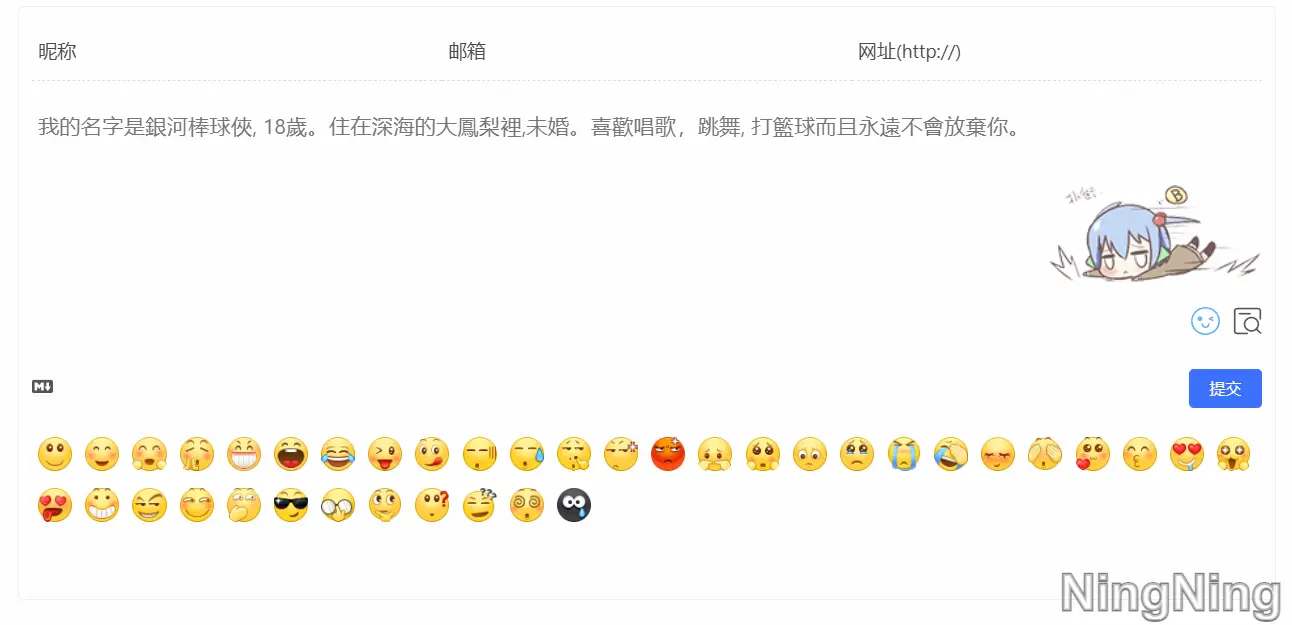 昵称 邮箱 网址(http://)
我的名字是銀河棒球俠, 18歲。住在深海的大鳳梨裡,未婚。喜歡唱歌，跳舞, 打籃球而且永遠不會放棄你。
B
M↓
提交
NingNing